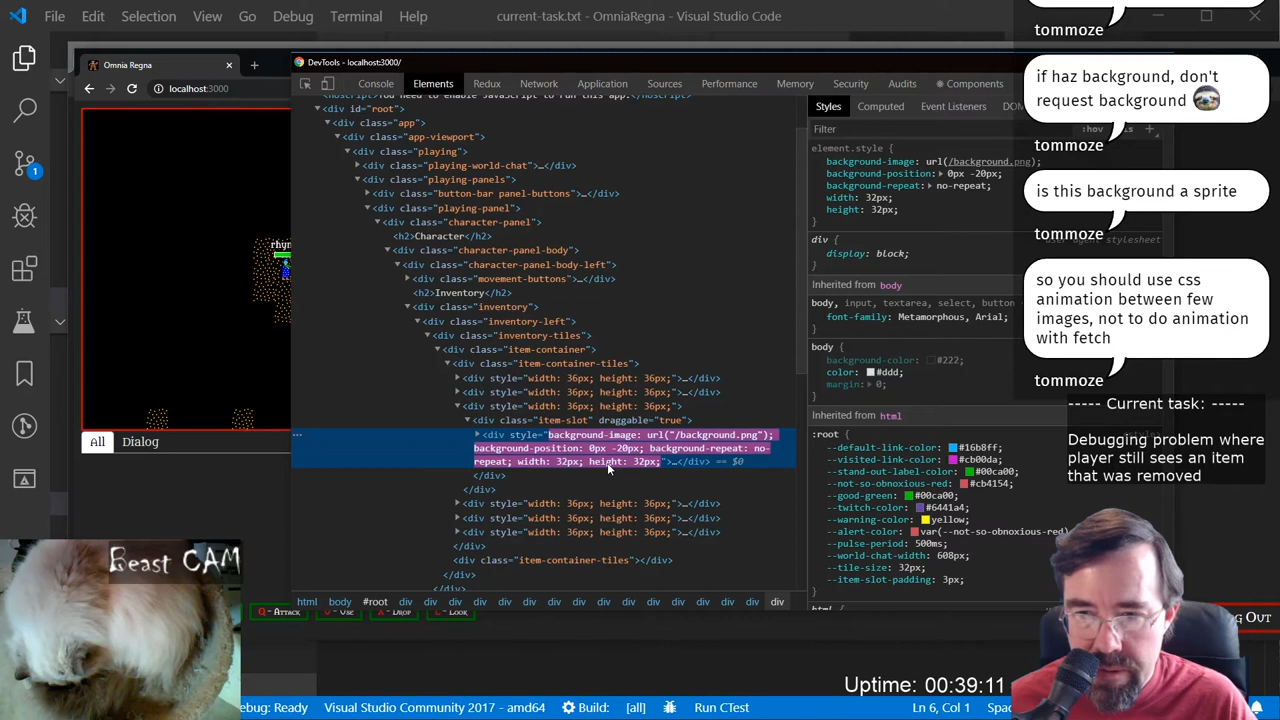 File Edit Selection View Go Debug Terminal Help current-task.txt - OmniaRegna - Visual Studio Code
Omnia Regna
localhost:3000
All Dialog
DevTools - localhost:3000/
Console Elements Redux Network Application Sources Performance Memory Security Audits Components
<div id="root">
<div class="app">
<div class="app-viewport">
<div class="playing">
<div class="playing-world-chat">…</div>
<div class="playing-panels">
<div class="button-bar panel-buttons">…</div>
<div class="playing-panel">
<div class="character-panel">
<h2>Character</h2>
<div class="character-panel-body">
<div class="character-panel-body-left">
<div class="movement-buttons">…</div>
<h2>Inventory</h2>
<div class="inventory">
<div class="inventory-left">
<div class="inventory-tiles">
<div class="item-container">
<div class="item-container-tiles">
<div style="width: 36px; height: 36px;">…</div>
<div style="width: 36px; height: 36px;">…</div>
<div style="width: 36px; height: 36px;">
<div class="item-slot" draggable="true">
<div style="background-image: url("/background.png");
background-position: 0px -20px; background-repeat: no-
repeat; width: 32px; height: 32px;">…</div> == $0
</div>
</div>
<div style="width: 36px; height: 36px;">…</div>
<div style="width: 36px; height: 36px;">…</div>
<div style="width: 36px; height: 36px;">…</div>
</div>
<div class="item-container-tiles"></div>
</div>
html body #root div div div div div div div div div div div div div div div
Styles Computed Event Listeners
Filter :hov
element.style {
background-image: url(/background.png);
background-position: 0px -20px;
background-repeat: no-repeat;
width: 32px;
height: 32px;
}
div user agent stylesheet
{
display: block;
}
Inherited from body
body, input, textarea, select, button
font-family: Metamorphous, Arial;
}
body {
background-color: #222;
color: #ddd;
margin: 0;
}
Inherited from html
:root {
--default-link-color: #16b8ff;
--visited-link-color: #cb00da;
--stand-out-label-color: #00ca00;
--not-so-obnoxious-red: #cb4154;
--good-green: #00ca00;
--twitch-color: #6441a4;
--warning-color: yellow;
--alert-color: var(--not-so-obnoxious-red)
--pulse-period: 500ms;
--world-chat-width: 608px;
--tile-size: 32px;
--item-slot-padding: 3px;
}
tommoze
if haz background, don't
request background
tommoze
is this background a sprite
tommoze
so you should use css
animation between few
images, not to do animation
with fetch
tommoze
----- Current task: -----
Debugging problem where
player still sees an item
that was removed
Beast CAM
Uptime: 00:39:11
Visual Studio Community 2017 - amd64 Build: [all] Run CTest Ln 6, Col 1